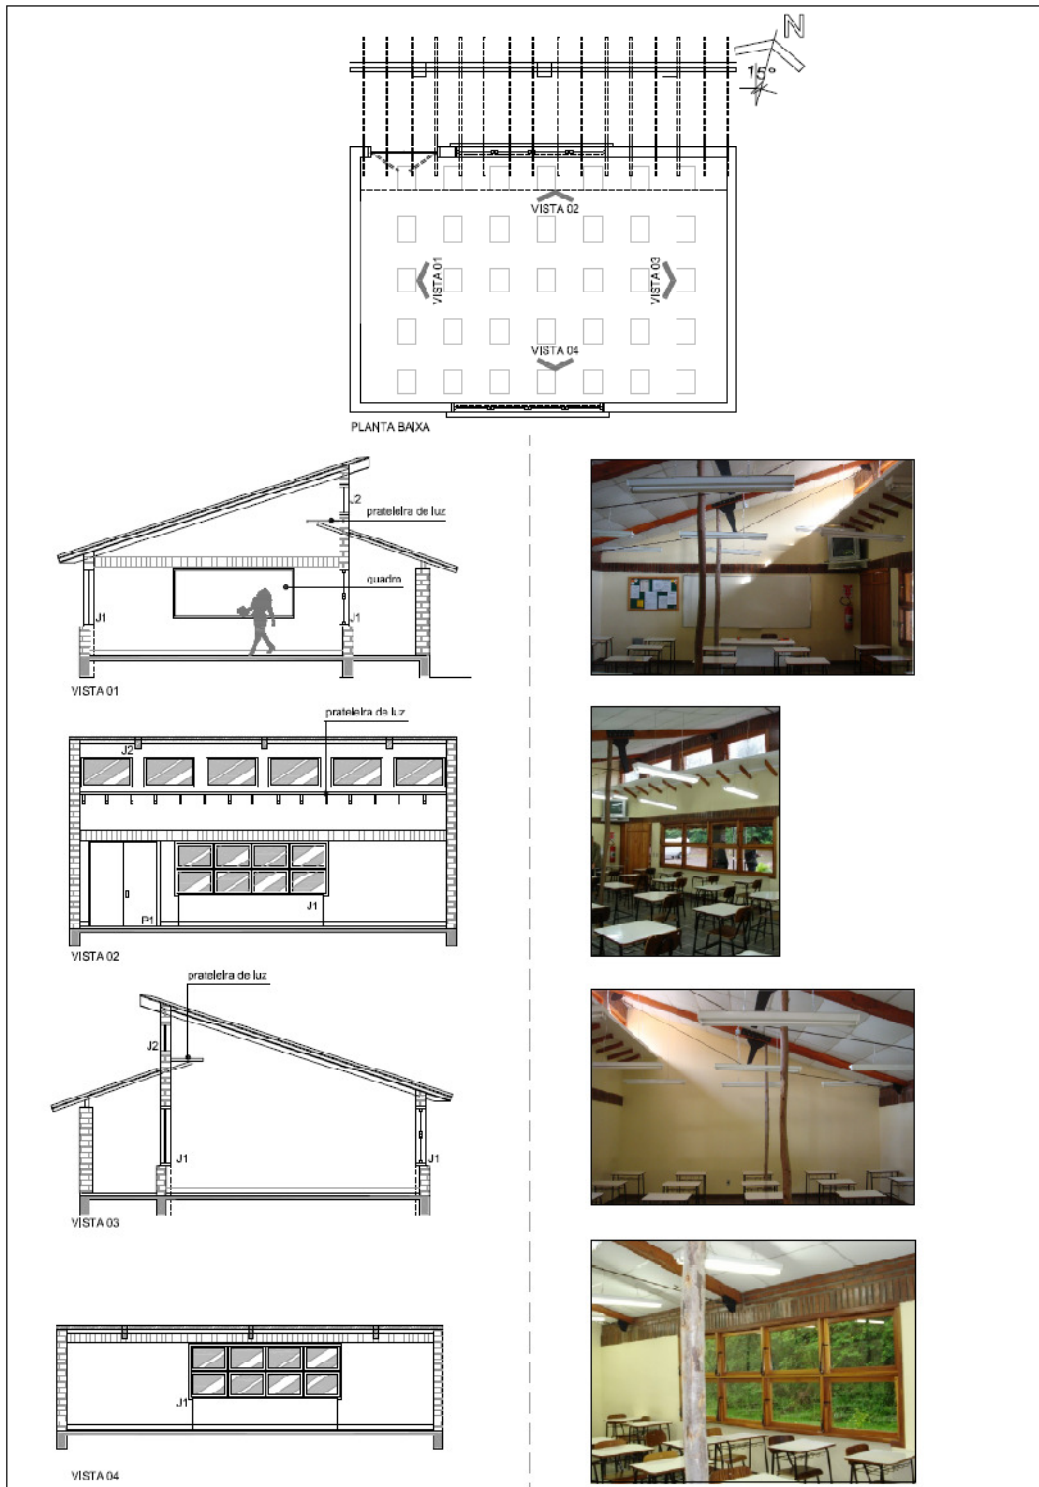 N
15°
VISTA 02
VISTA 01
VISTA 03
VISTA 04
PLANTA BAIXA
J2
prateleira de luz
quadro
J1
J1
VISTA 01
prateleira de luz
J2
J1
P1
VISTA 02
prateleira de luz
J2
J1
J1
VISTA 03
J1
VISTA 04